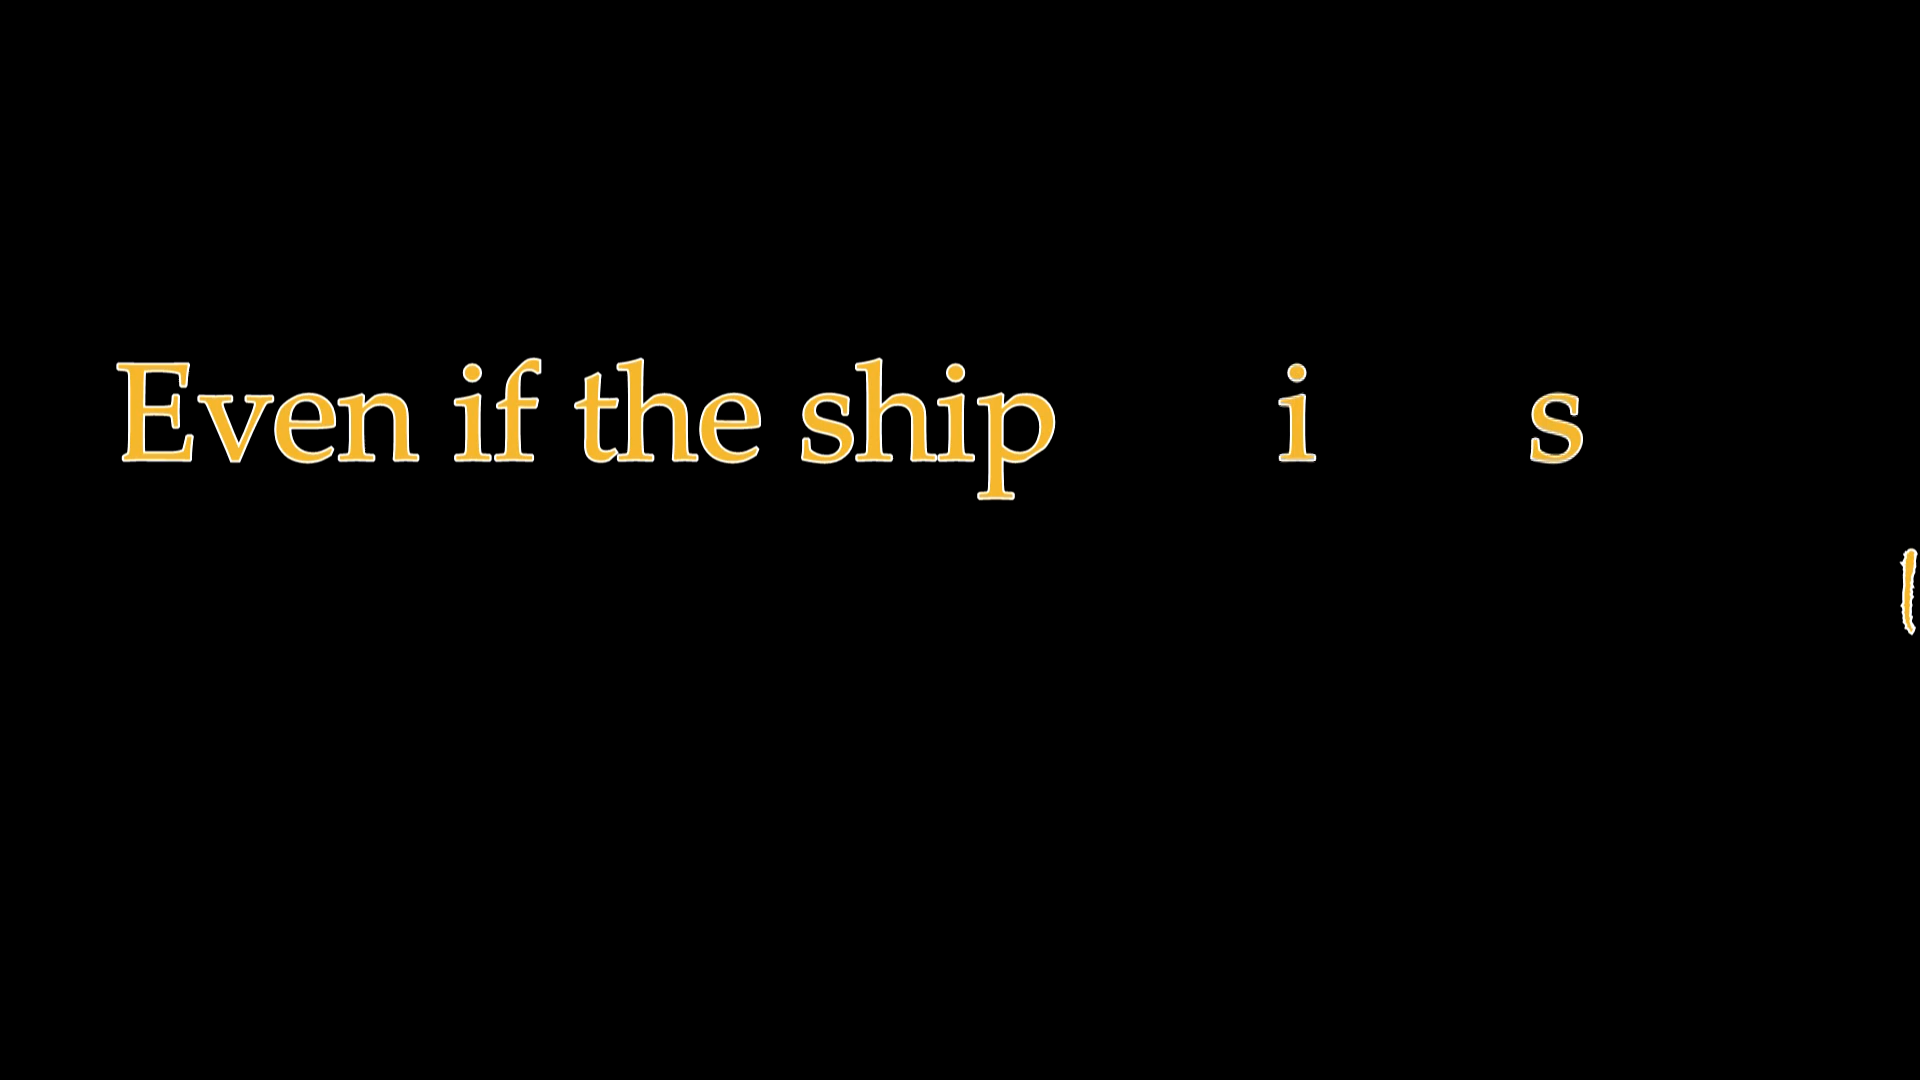 Even if the ship i s